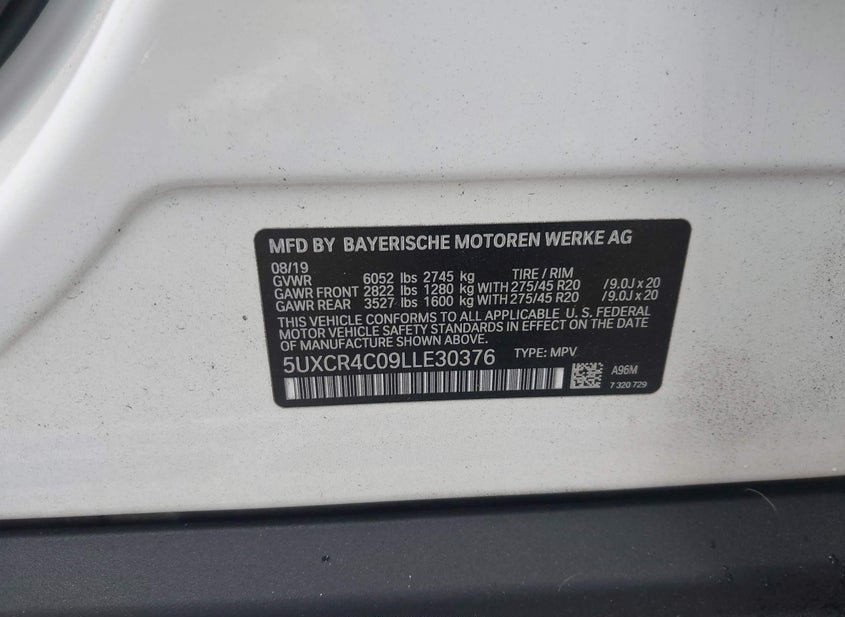 MFD BY BAYERISCHE MOTOREN WERKE AG
08/19
GVWR 6052 lbs 2745 kg TIRE / RIM
GAWR FRONT 2822 lbs 1280 kg WITH 275/45 R20 /9.0J x 20
GAWR REAR 3527 lbs 1600 kg WITH 275/45 R20 /9.0J x 20
THIS VEHICLE CONFORMS TO ALL APPLICABLE U. S. FEDERAL
MOTOR VEHICLE SAFETY STANDARDS IN EFFECT ON THE DATE
OF MANUFACTURE SHOWN ABOVE.
5UXCR4C09LLE30376 TYPE: MPV
A96M
7 320 729